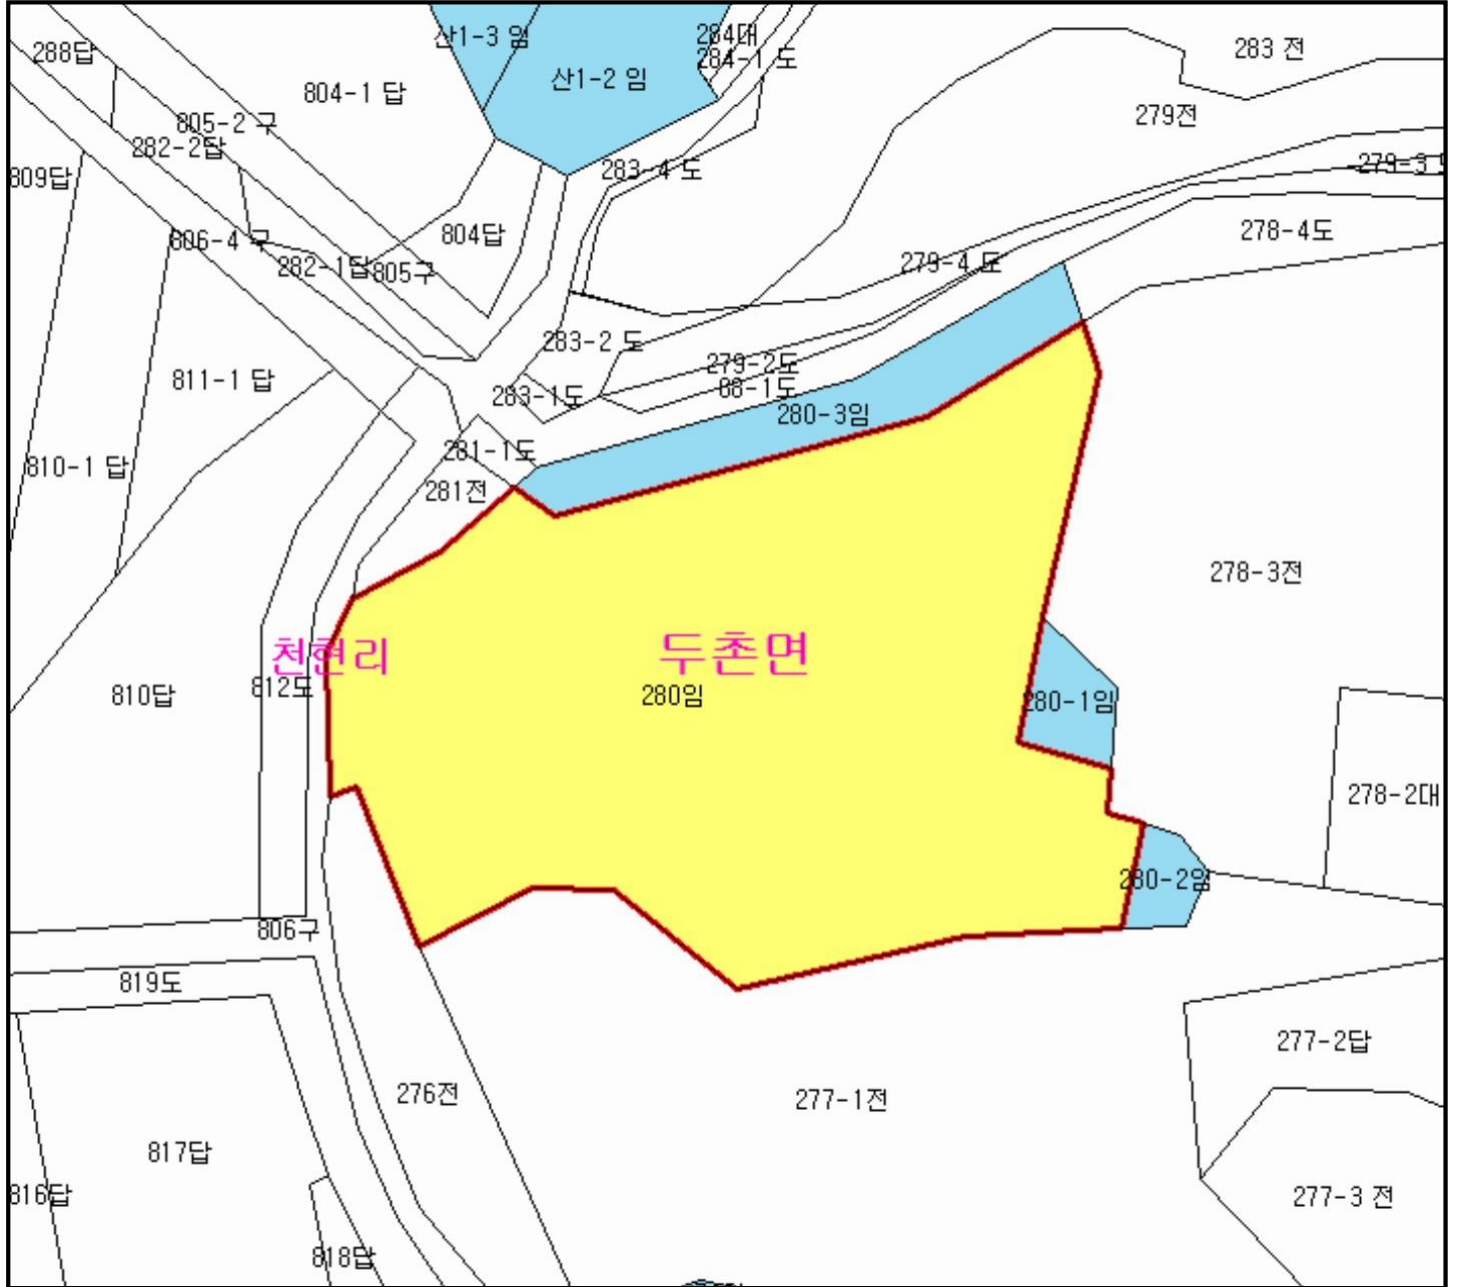 산1-3 임
284대
288답
283 전
284-1 도
산1-2 임
804-1 답
279전
805-2 구
282-2답
279-3
283-4 도
809답
278-4도
804답
806-4 구
279-4 도
282-1답
805구
283-2 도
279-2도
811-1 답
88-1도
283-1도
280-3임
281-1도
810-1 답
281전
278-3전
천현리
두촌면
812도
810답
280임
280-1임
278-2대
280-2임
806구
819도
277-2답
276전
277-1전
817답
816답
277-3 전
818답